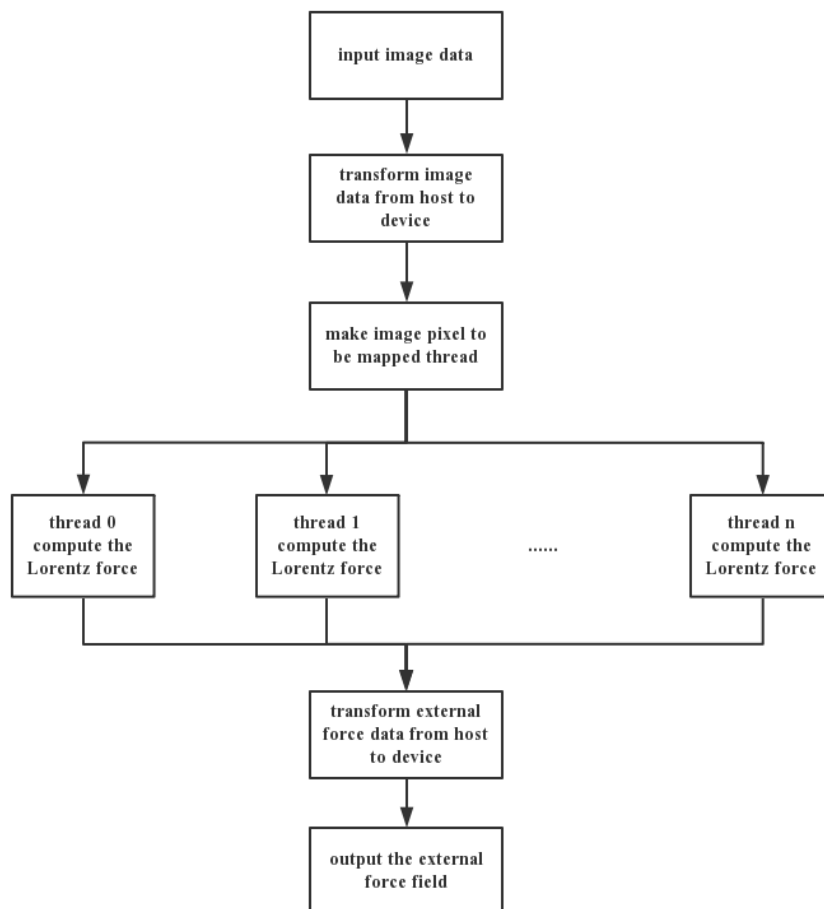 input image data
transform image
data from host to
device
make image pixel to
be mapped thread
thread 0
compute the
Lorentz force
thread 1
compute the
Lorentz force
......
thread n
compute the
Lorentz force
transform external
force data from host
to device
output the external
force field